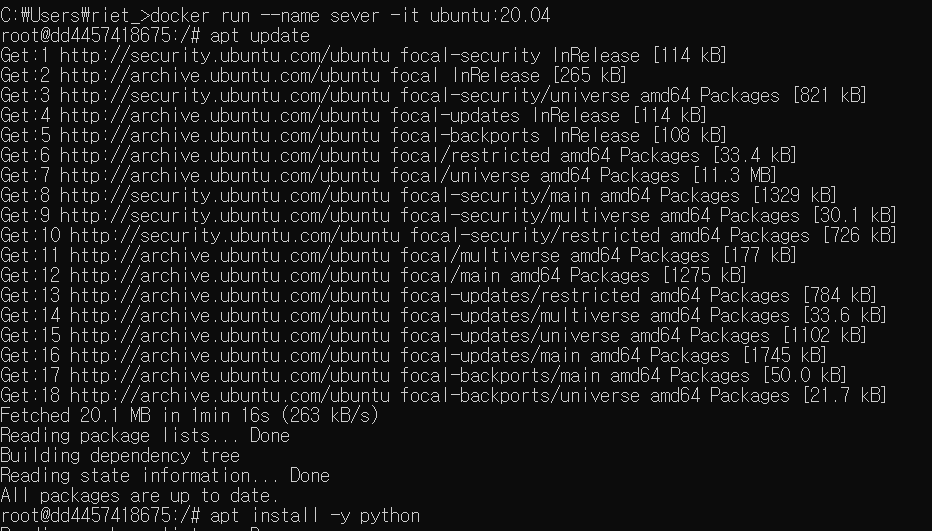 C:₩Users₩riet_>docker run --name sever -it ubuntu:20.04
root@dd4457418675:/# apt update
Get:1 http://security.ubuntu.com/ubuntu focal-security InRelease [114 kB]
Get:2 http://archive.ubuntu.com/ubuntu focal InRelease [265 kB]
Get:3 http://security.ubuntu.com/ubuntu focal-security/universe amd64 Packages [821 kB]
Get:4 http://archive.ubuntu.com/ubuntu focal-updates InRelease [114 kB]
Get:5 http://archive.ubuntu.com/ubuntu focal-backports InRelease [108 kB]
Get:6 http://archive.ubuntu.com/ubuntu focal/restricted amd64 Packages [33.4 kB]
Get:7 http://archive.ubuntu.com/ubuntu focal/universe amd64 Packages [11.3 MB]
Get:8 http://security.ubuntu.com/ubuntu focal-security/main amd64 Packages [1329 kB]
Get:9 http://security.ubuntu.com/ubuntu focal-security/multiverse amd64 Packages [30.1 kB]
Get:10 http://security.ubuntu.com/ubuntu focal-security/restricted amd64 Packages [726 kB]
Get:11 http://archive.ubuntu.com/ubuntu focal/multiverse amd64 Packages [177 kB]
Get:12 http://archive.ubuntu.com/ubuntu focal/main amd64 Packages [1275 kB]
Get:13 http://archive.ubuntu.com/ubuntu focal-updates/restricted amd64 Packages [784 kB]
Get:14 http://archive.ubuntu.com/ubuntu focal-updates/multiverse amd64 Packages [33.6 kB]
Get:15 http://archive.ubuntu.com/ubuntu focal-updates/universe amd64 Packages [1102 kB]
Get:16 http://archive.ubuntu.com/ubuntu focal-updates/main amd64 Packages [1745 kB]
Get:17 http://archive.ubuntu.com/ubuntu focal-backports/main amd64 Packages [50.0 kB]
Get:18 http://archive.ubuntu.com/ubuntu focal-backports/universe amd64 Packages [21.7 kB]
Fetched 20.1 MB in 1min 16s (263 kB/s)
Reading package lists... Done
Building dependency tree
Reading state information... Done
All packages are up to date.
root@dd4457418675:/# apt install -y python